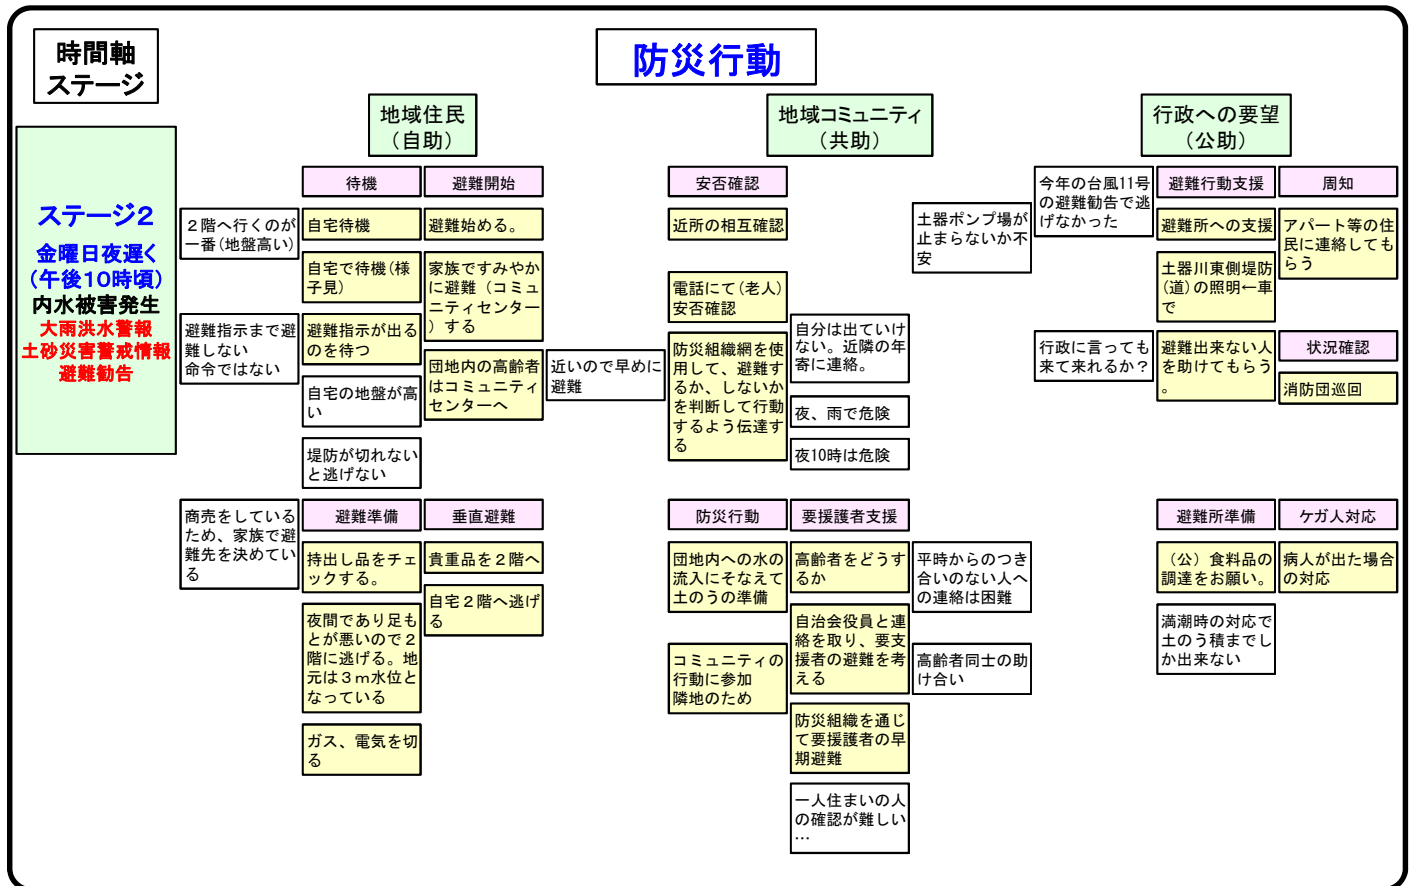 時間軸
ステージ
防災行動
地域住民
(自助)
地域コミュニティ
(共助)
行政への要望
(公助)
ステージ2
金曜日夜遅く
(午後10時頃)
内水被害発生
大雨洪水警報
土砂災害警戒情報
避難勧告
２階へ行くのが
一番(地盤高い)
避難指示まで避
難しない
命令ではない
待機
自宅待機
自宅で待機(様
子見)
避難指示が出る
のを待つ
自宅の地盤が高
い
堤防が切れない
と逃げない
避難開始
避難始める。
家族ですみやか
に避難（コミュ
ニティセンター
）する
団地内の高齢者
はコミュニティ
センターへ
近いので早めに
避難
商売をしている
ため、家族で避
難先を決めてい
る
避難準備
持出し品をチェ
ックする。
夜間であり足も
とが悪いので２
階に逃げる。地
元は３ｍ水位と
なっている
ガス、電気を切
る
垂直避難
貴重品を２階へ
自宅２階へ逃げ
る
安否確認
近所の相互確認
電話にて(老人)
安否確認
防災組織網を使
用して、避難す
るか、しないか
を判断して行動
するよう伝達す
る
自分は出ていけ
ない。近隣の年
寄に連絡。
夜、雨で危険
夜10時は危険
土器ポンプ場が
止まらないか不
安
防災行動
団地内への水の
流入にそなえて
土のうの準備
コミュニティの
行動に参加
隣地のため
要援護者支援
高齢者をどうす
るか
自治会役員と連
絡を取り、要支
援者の避難を考
える
防災組織を通じ
て要援護者の早
期避難
一人住まいの人
の確認が難しい
…
平時からのつき
合いのない人へ
の連絡は困難
高齢者同士の助
け合い
今年の台風11号
の避難勧告で逃
げなかった
行政に言っても
来て来れるか？
避難行動支援
避難所への支援
土器川東側堤防
(道)の照明←車
で
避難出来ない人
を助けてもらう
。
周知
アパート等の住
民に連絡しても
らう
状況確認
消防団巡回
避難所準備
（公）食料品の
調達をお願い。
満潮時の対応で
土のう積までし
か出来ない
ケガ人対応
病人が出た場合
の対応